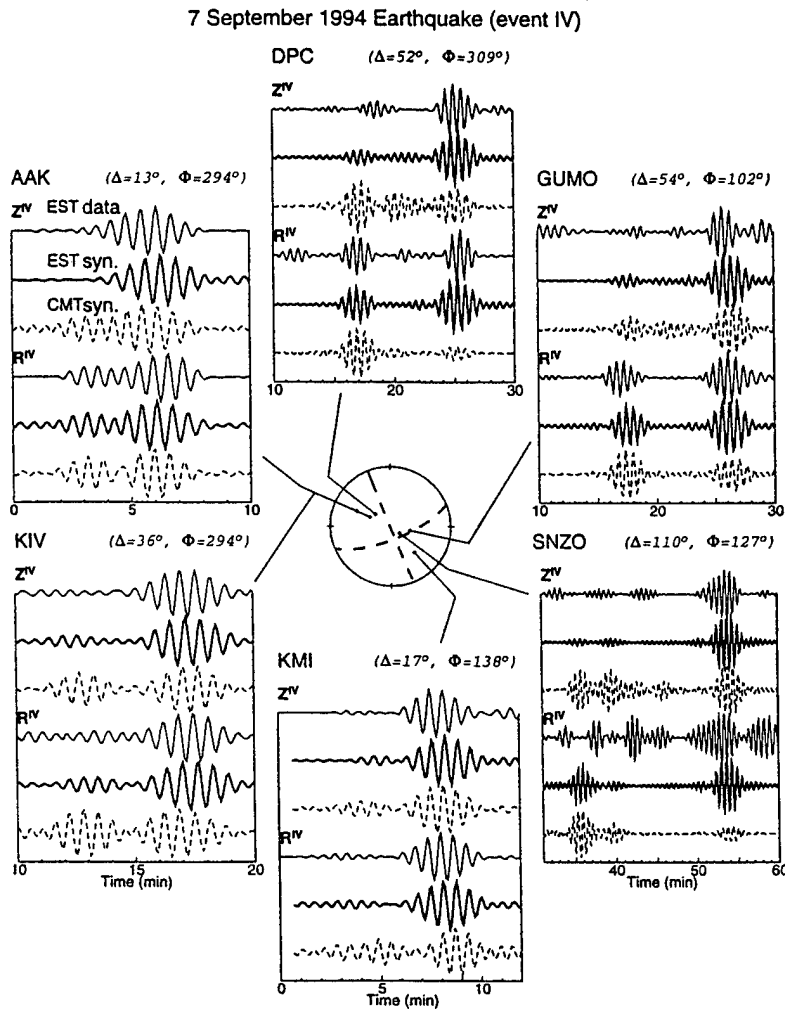 7 September 1994 Earthquake (event IV)
DPC (Δ=52°, Φ=309°)
Z^IV
R^IV
10 20 30
AAK (Δ=13°, Φ=294°)
Z^IV EST data
EST syn.
CMT syn.
R^IV
0 5 10
GUMO (Δ=54°, Φ=102°)
Z^IV
R^IV
10 20 30
KIV (Δ=36°, Φ=294°)
Z^IV
R^IV
10 15 20
Time (min)
KMI (Δ=17°, Φ=138°)
Z^IV
R^IV
0 5 10
Time (min)
SNZO (Δ=110°, Φ=127°)
Z^IV
R^IV
40 50 60
Time (min)